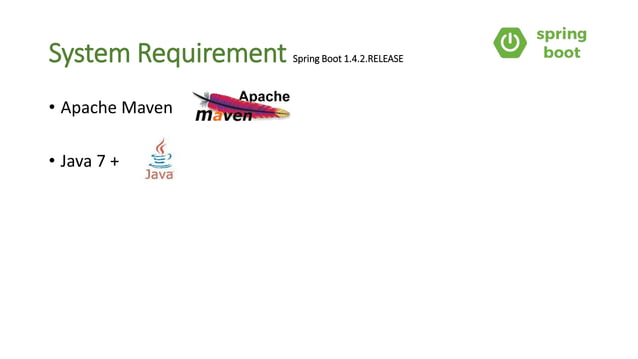 System Requirement Spring Boot 1.4.2.RELEASE
spring
boot
• Apache Maven
Apache
maven
• Java 7 +
Java